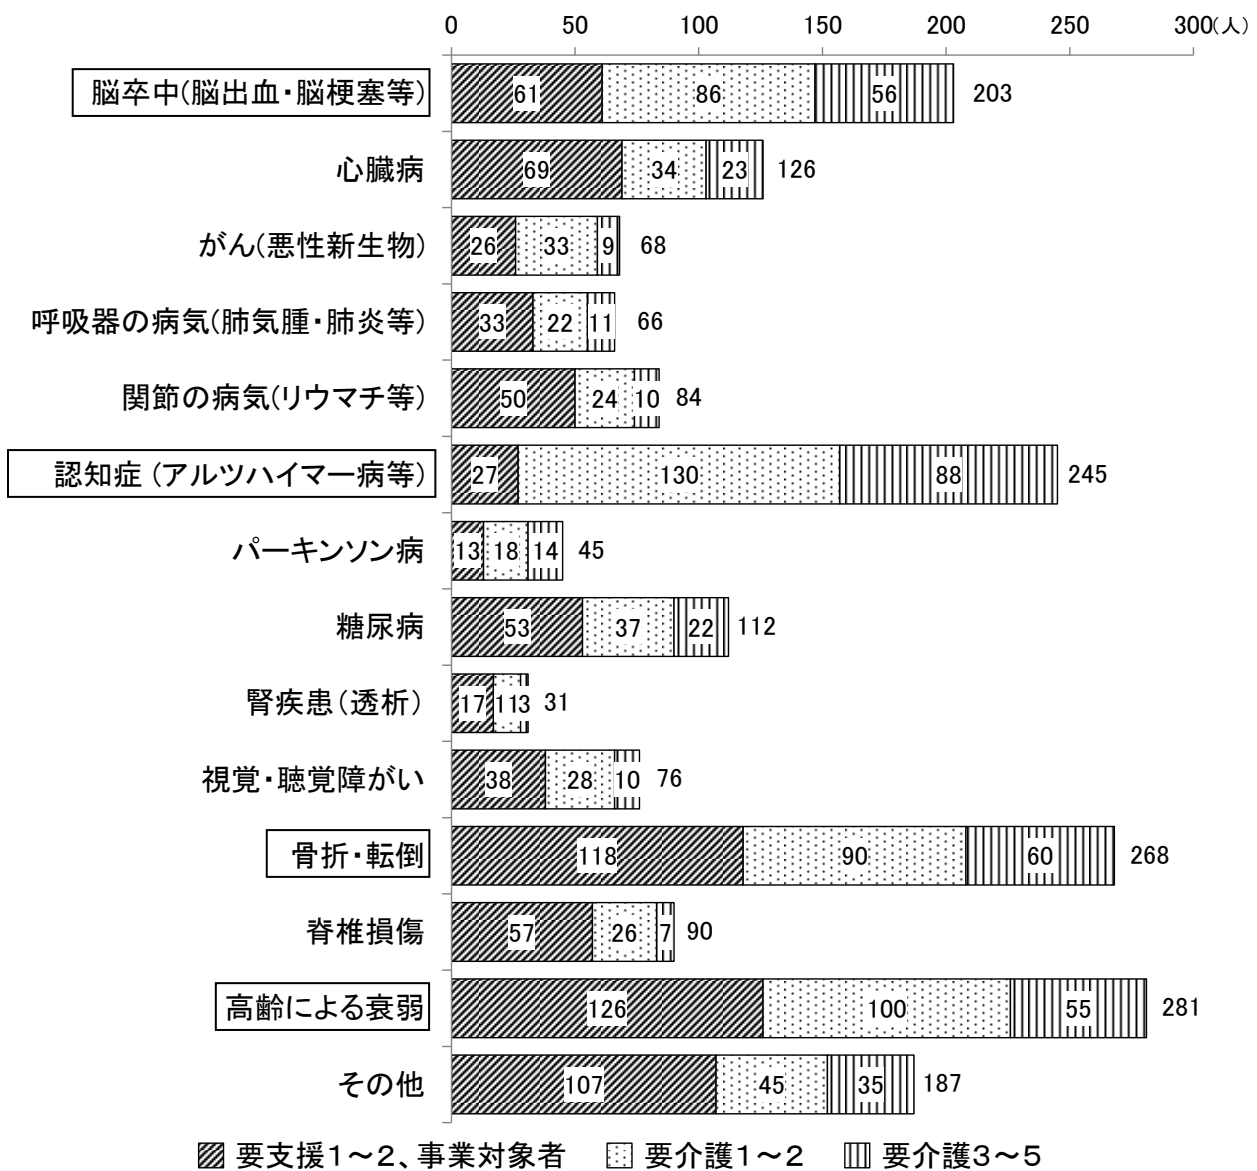 0 50 100 150 200 250 300(人)
脳卒中(脳出血・脳梗塞等) 61 86 56 203
心臓病 69 34 23 126
がん(悪性新生物) 26 33 9 68
呼吸器の病気(肺気腫・肺炎等) 33 22 11 66
関節の病気(リウマチ等) 50 24 10 84
認知症(アルツハイマー病等) 27 130 88 245
パーキンソン病 13 18 14 45
糖尿病 53 37 22 112
腎疾患(透析) 17 11 3 31
視覚・聴覚障がい 38 28 10 76
骨折・転倒 118 90 60 268
脊椎損傷 57 26 7 90
高齢による衰弱 126 100 55 281
その他 107 45 35 187
要支援1～2、事業対象者 要介護1～2 要介護3～5